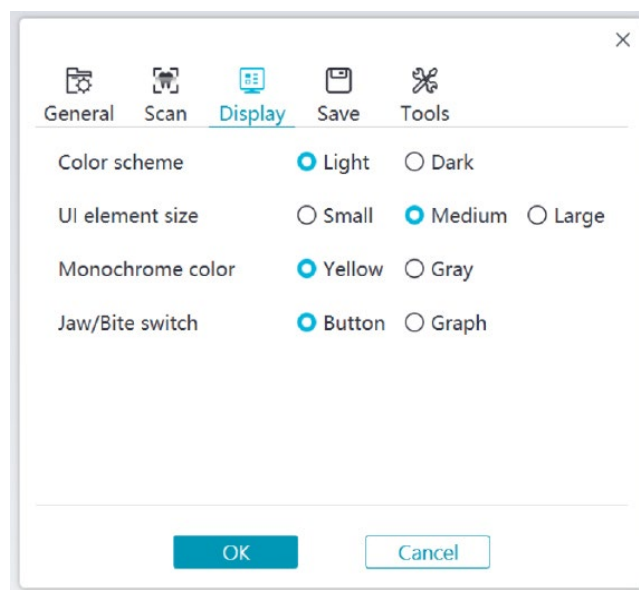 General Scan Display Save Tools
Color scheme Light Dark
UI element size Small Medium Large
Monochrome color Yellow Gray
Jaw/Bite switch Button Graph
OK Cancel